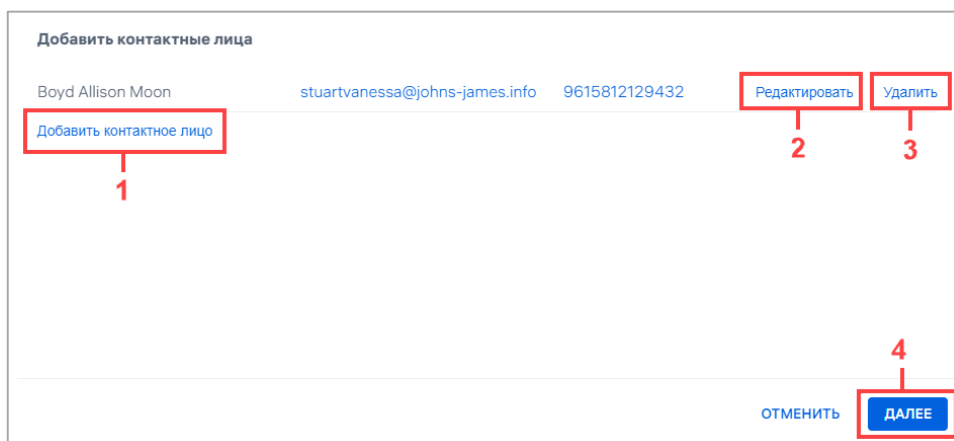 Добавить контактные лица
Boyd Allison Moon stuartvanessa@johns-james.info 9615812129432 Редактировать Удалить
Добавить контактное лицо
2 3
1
4
ОТМЕНИТЬ ДАЛЕЕ